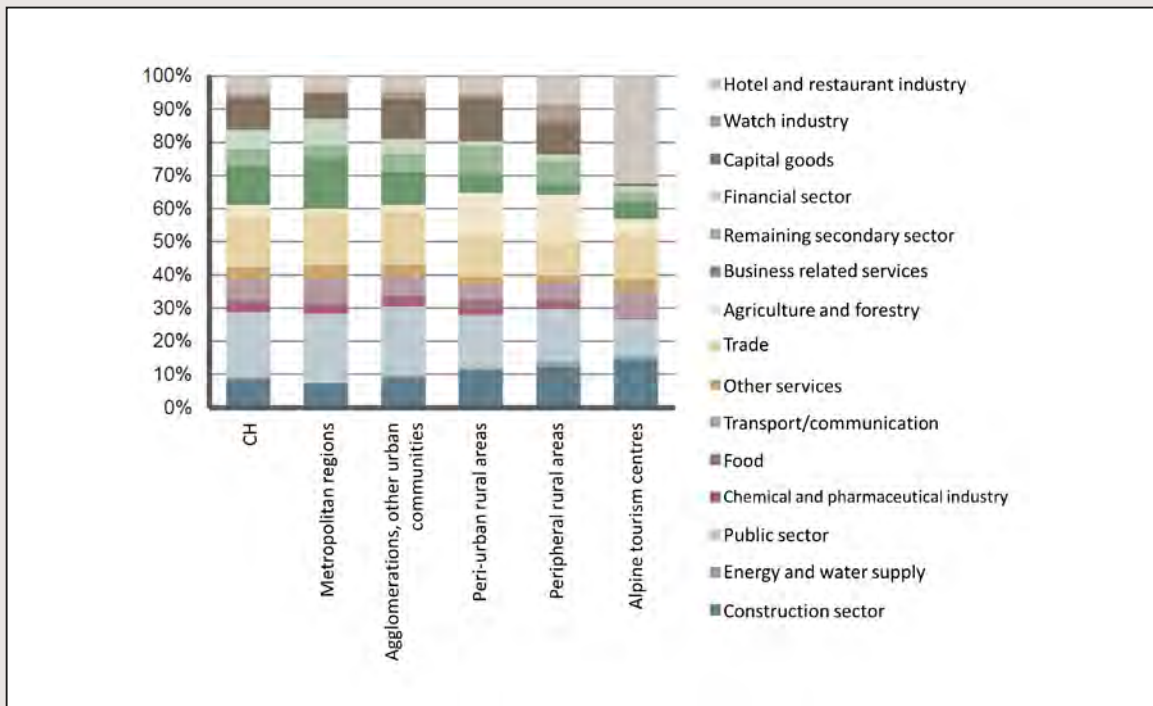 100%
90%
80%
70%
60%
50%
40%
30%
20%
10%
0%
CH
Metropolitan regions
Agglomerations, other urban
communities
Peri-urban rural areas
Peripheral rural areas
Alpine tourism centres
Hotel and restaurant industry
Watch industry
Capital goods
Financial sector
Remaining secondary sector
Business related services
Agriculture and forestry
Trade
Other services
Transport/communication
Food
Chemical and pharmaceutical industry
Public sector
Energy and water supply
Construction sector